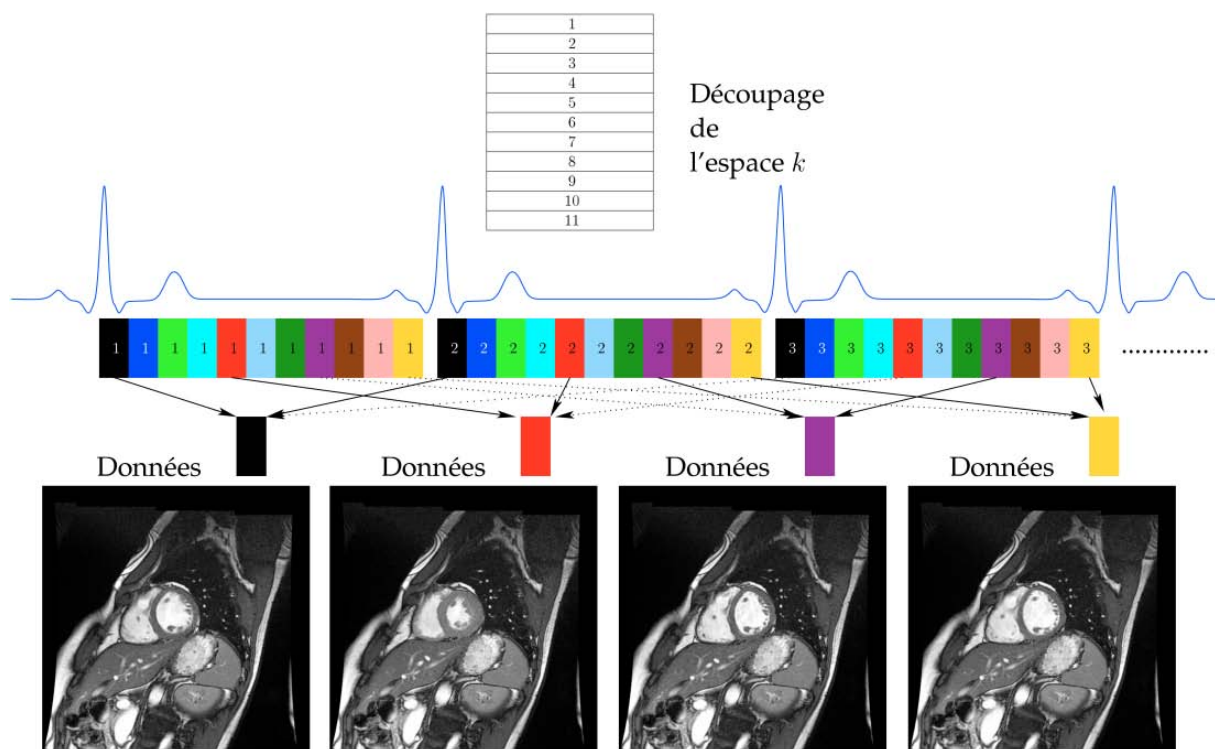 1
2
3
4
5
6
7
8
9
10
11
Découpage
de
l'espace k
1 1 1 1 1 1 1 1 1 1 1 2 2 2 2 2 2 2 2 2 2 2 3 3 3 3 3 3 3 3 3 3 3 .............
Données Données Données Données